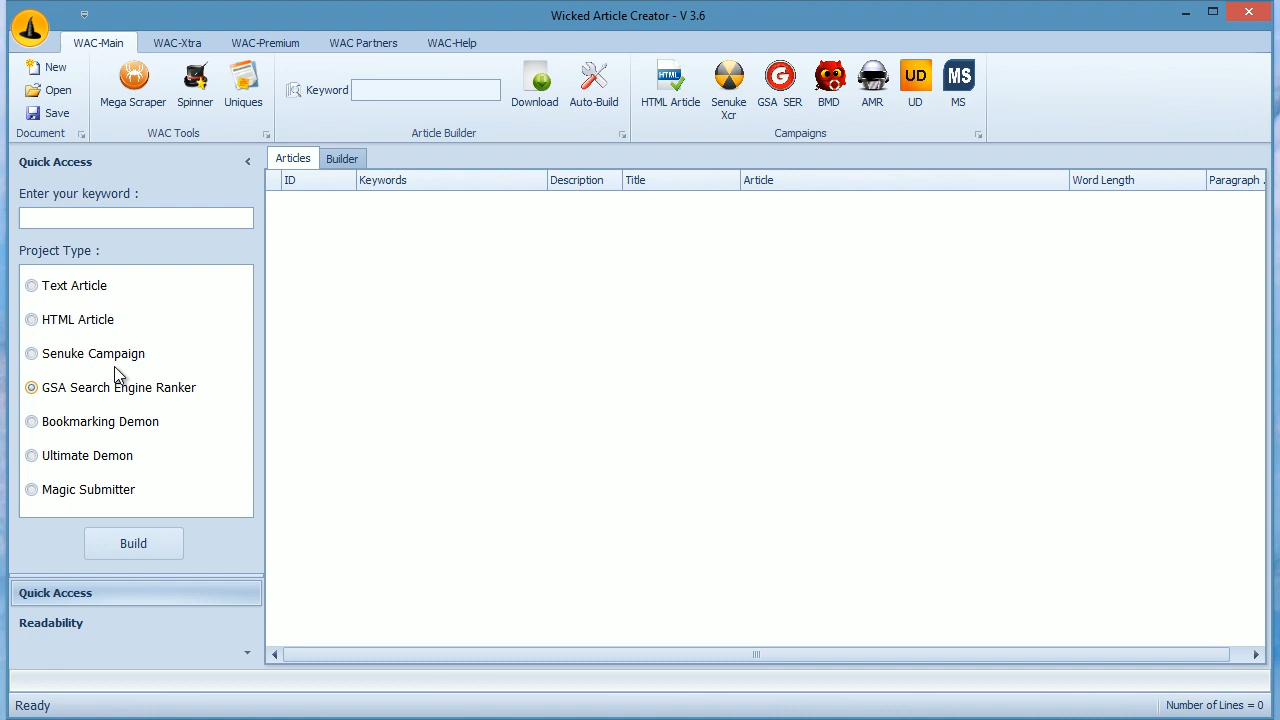 Wicked Article Creator - V 3.6
WAC-Main WAC-Xtra WAC-Premium WAC Partners WAC-Help
New
Open
Save
Document
Mega Scraper Spinner Uniques
WAC Tools
Keyword
Download Auto-Build
Article Builder
HTML Article Senuke Xcr GSA SER BMD AMR UD MS
HTML G UD MS
Campaigns
Quick Access
Enter your keyword :
Project Type :
Text Article
HTML Article
Senuke Campaign
GSA Search Engine Ranker
Bookmarking Demon
Ultimate Demon
Magic Submitter
Build
Quick Access
Readability
Articles Builder
ID Keywords Description Title Article Word Length Paragraph .
Ready
Number of Lines = 0